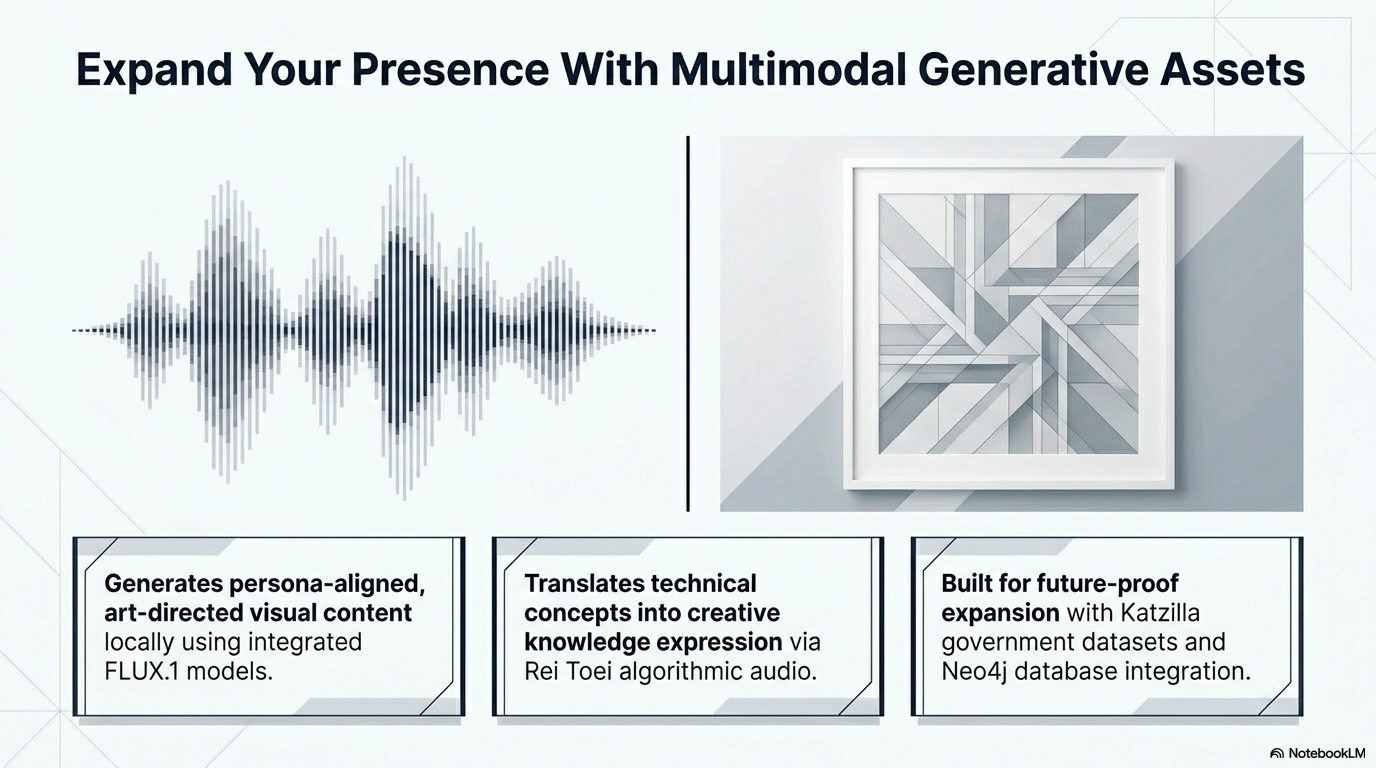 Expand Your Presence With Multimodal Generative Assets
Generates persona-aligned,
art-directed visual content
locally using integrated
FLUX.1 models.
Translates technical
concepts into creative
knowledge expression via
Rei Toei algorithmic audio.
Built for future-proof
expansion with Katzilla
government datasets and
Neo4j database integration.
NotebookLM